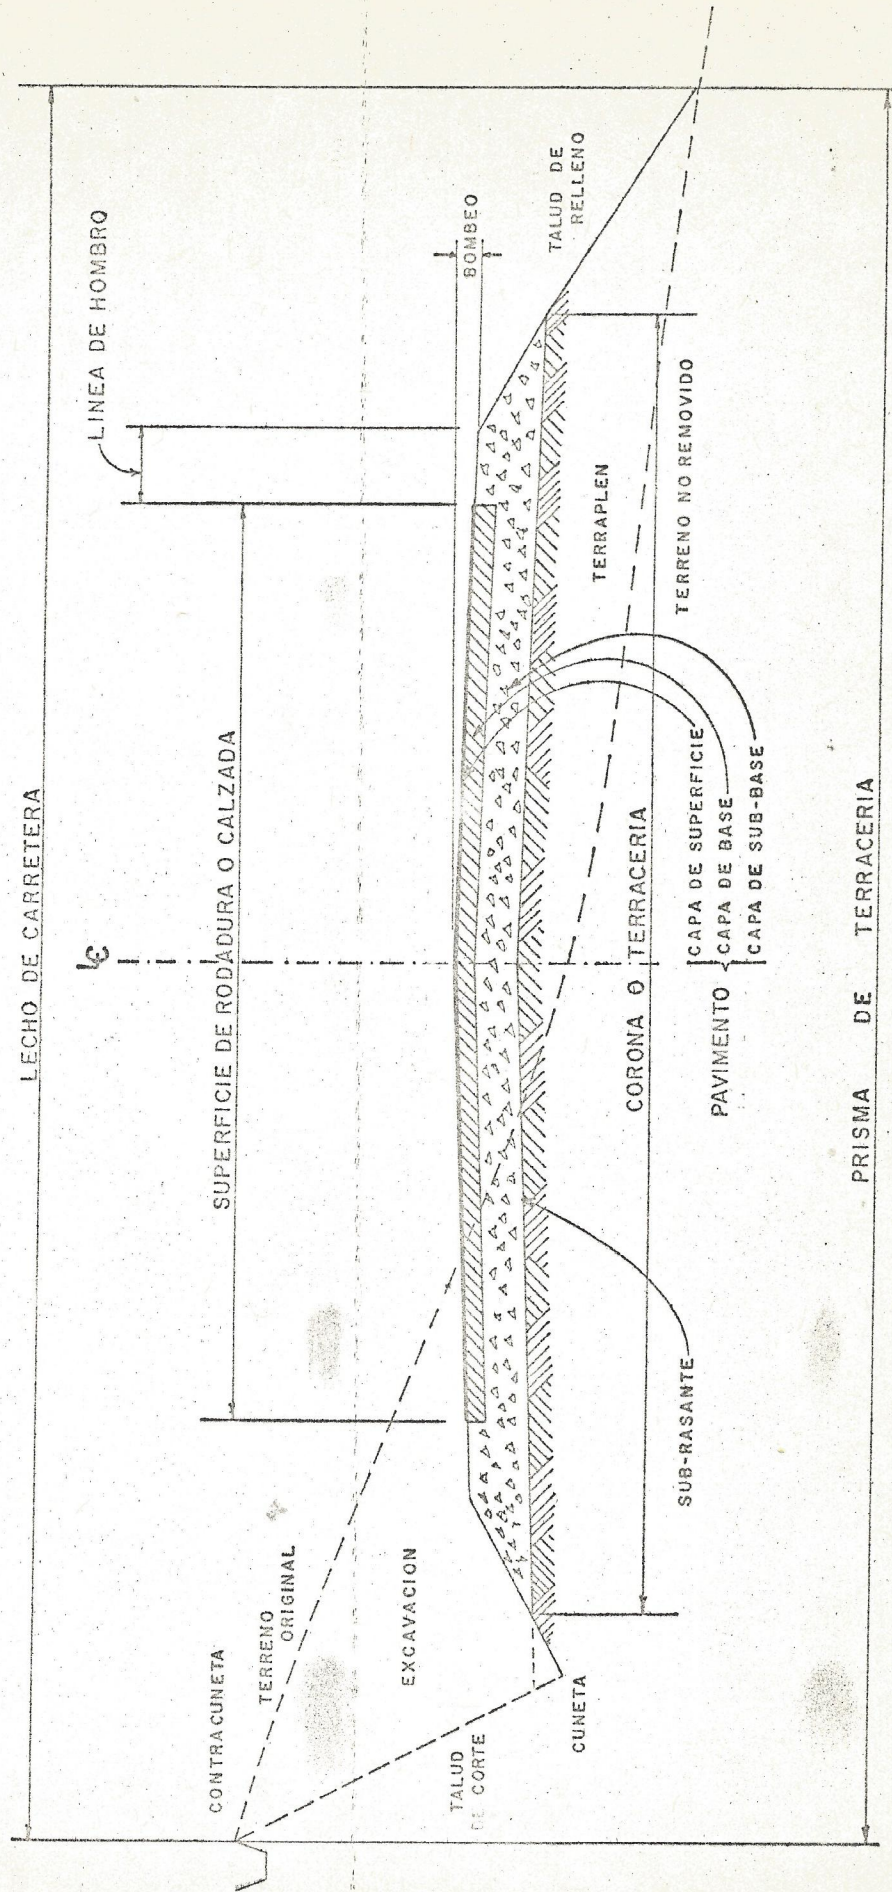 LECHO DE CARRETERA
LINEA DE HOMBRO
℄
SUPERFICIE DE RODADURA O CALZADA
CONTRACUNETA
TERRENO
ORIGINAL
EXCAVACION
BOMBEO
TALUD
DE CORTE
TALUD DE
RELLENO
CUNETA
TERRAPLEN
TERRENO NO REMOVIDO
CORONA O TERRACERIA
SUB-RASANTE
CAPA DE SUPERFICIE
PAVIMENTO CAPA DE BASE
CAPA DE SUB-BASE
PRISMA DE TERRACERIA